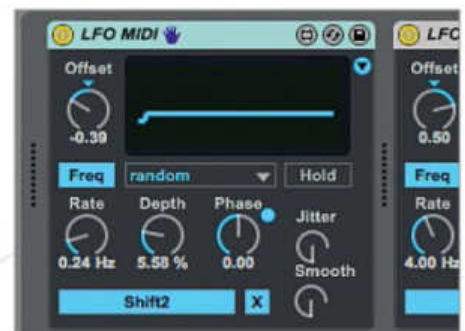 LFO MIDI
Offset
-0.39
Freq
random
Hold
Rate
Depth
Phase
Jitter
0.24 Hz
5.58 %
0.00
Smooth
Shift2
X
LFO
Offset
0.50
Freq
Rate
4.00 Hz